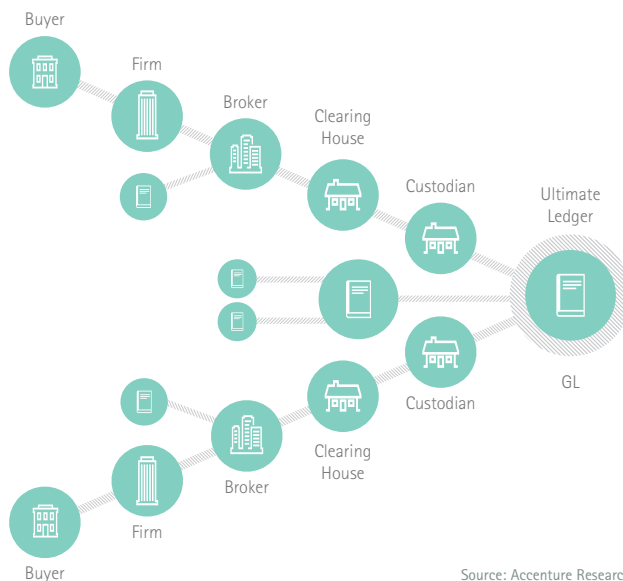 Buyer
Firm
Broker
Clearing
House
Custodian
Ultimate
Ledger
GL
Custodian
Clearing
House
Broker
Firm
Buyer
Source: Accenture Researc